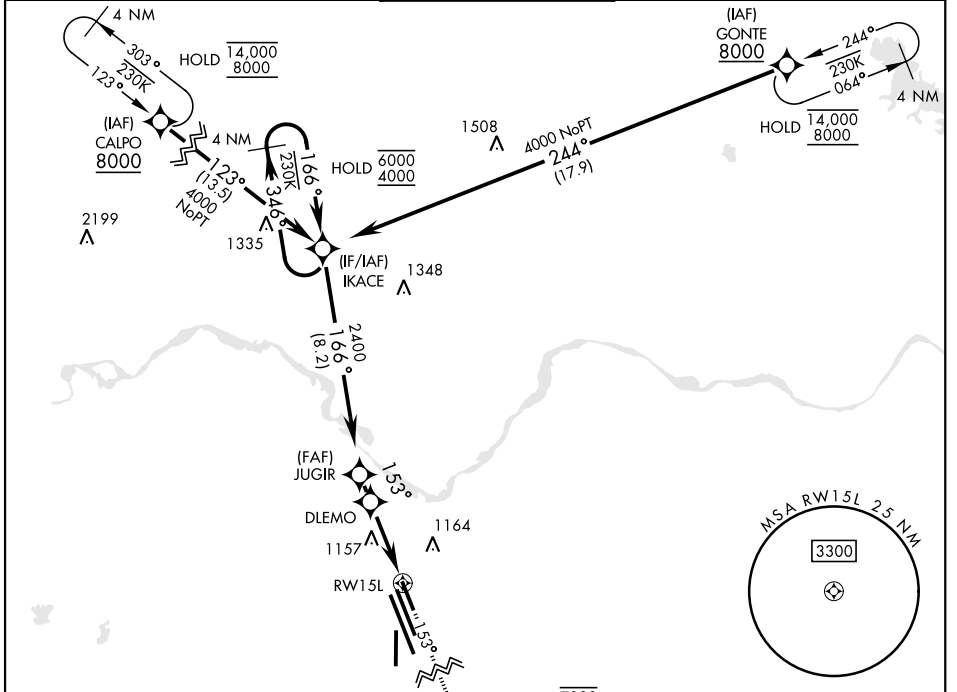 4 NM
303°
230K
123°
HOLD 14,000
8000
(IAF)
CALPO
8000
(IAF)
GONTE
8000
244°
230K
064°
4 NM
HOLD 14,000
8000
4 NM
166°
230K
346°
HOLD 6000
4000
1508
4000 NoPT
244°
(17.9)
123°
(13.5)
4000
NoPT
2199
1335
(IF/IAF)
IKACE
1348
2400
166°
(8.2)
(FAF)
JUGIR
153°
DLEMO
1157
1164
RW15L
153°
MSA RW15L 25 NM
3300